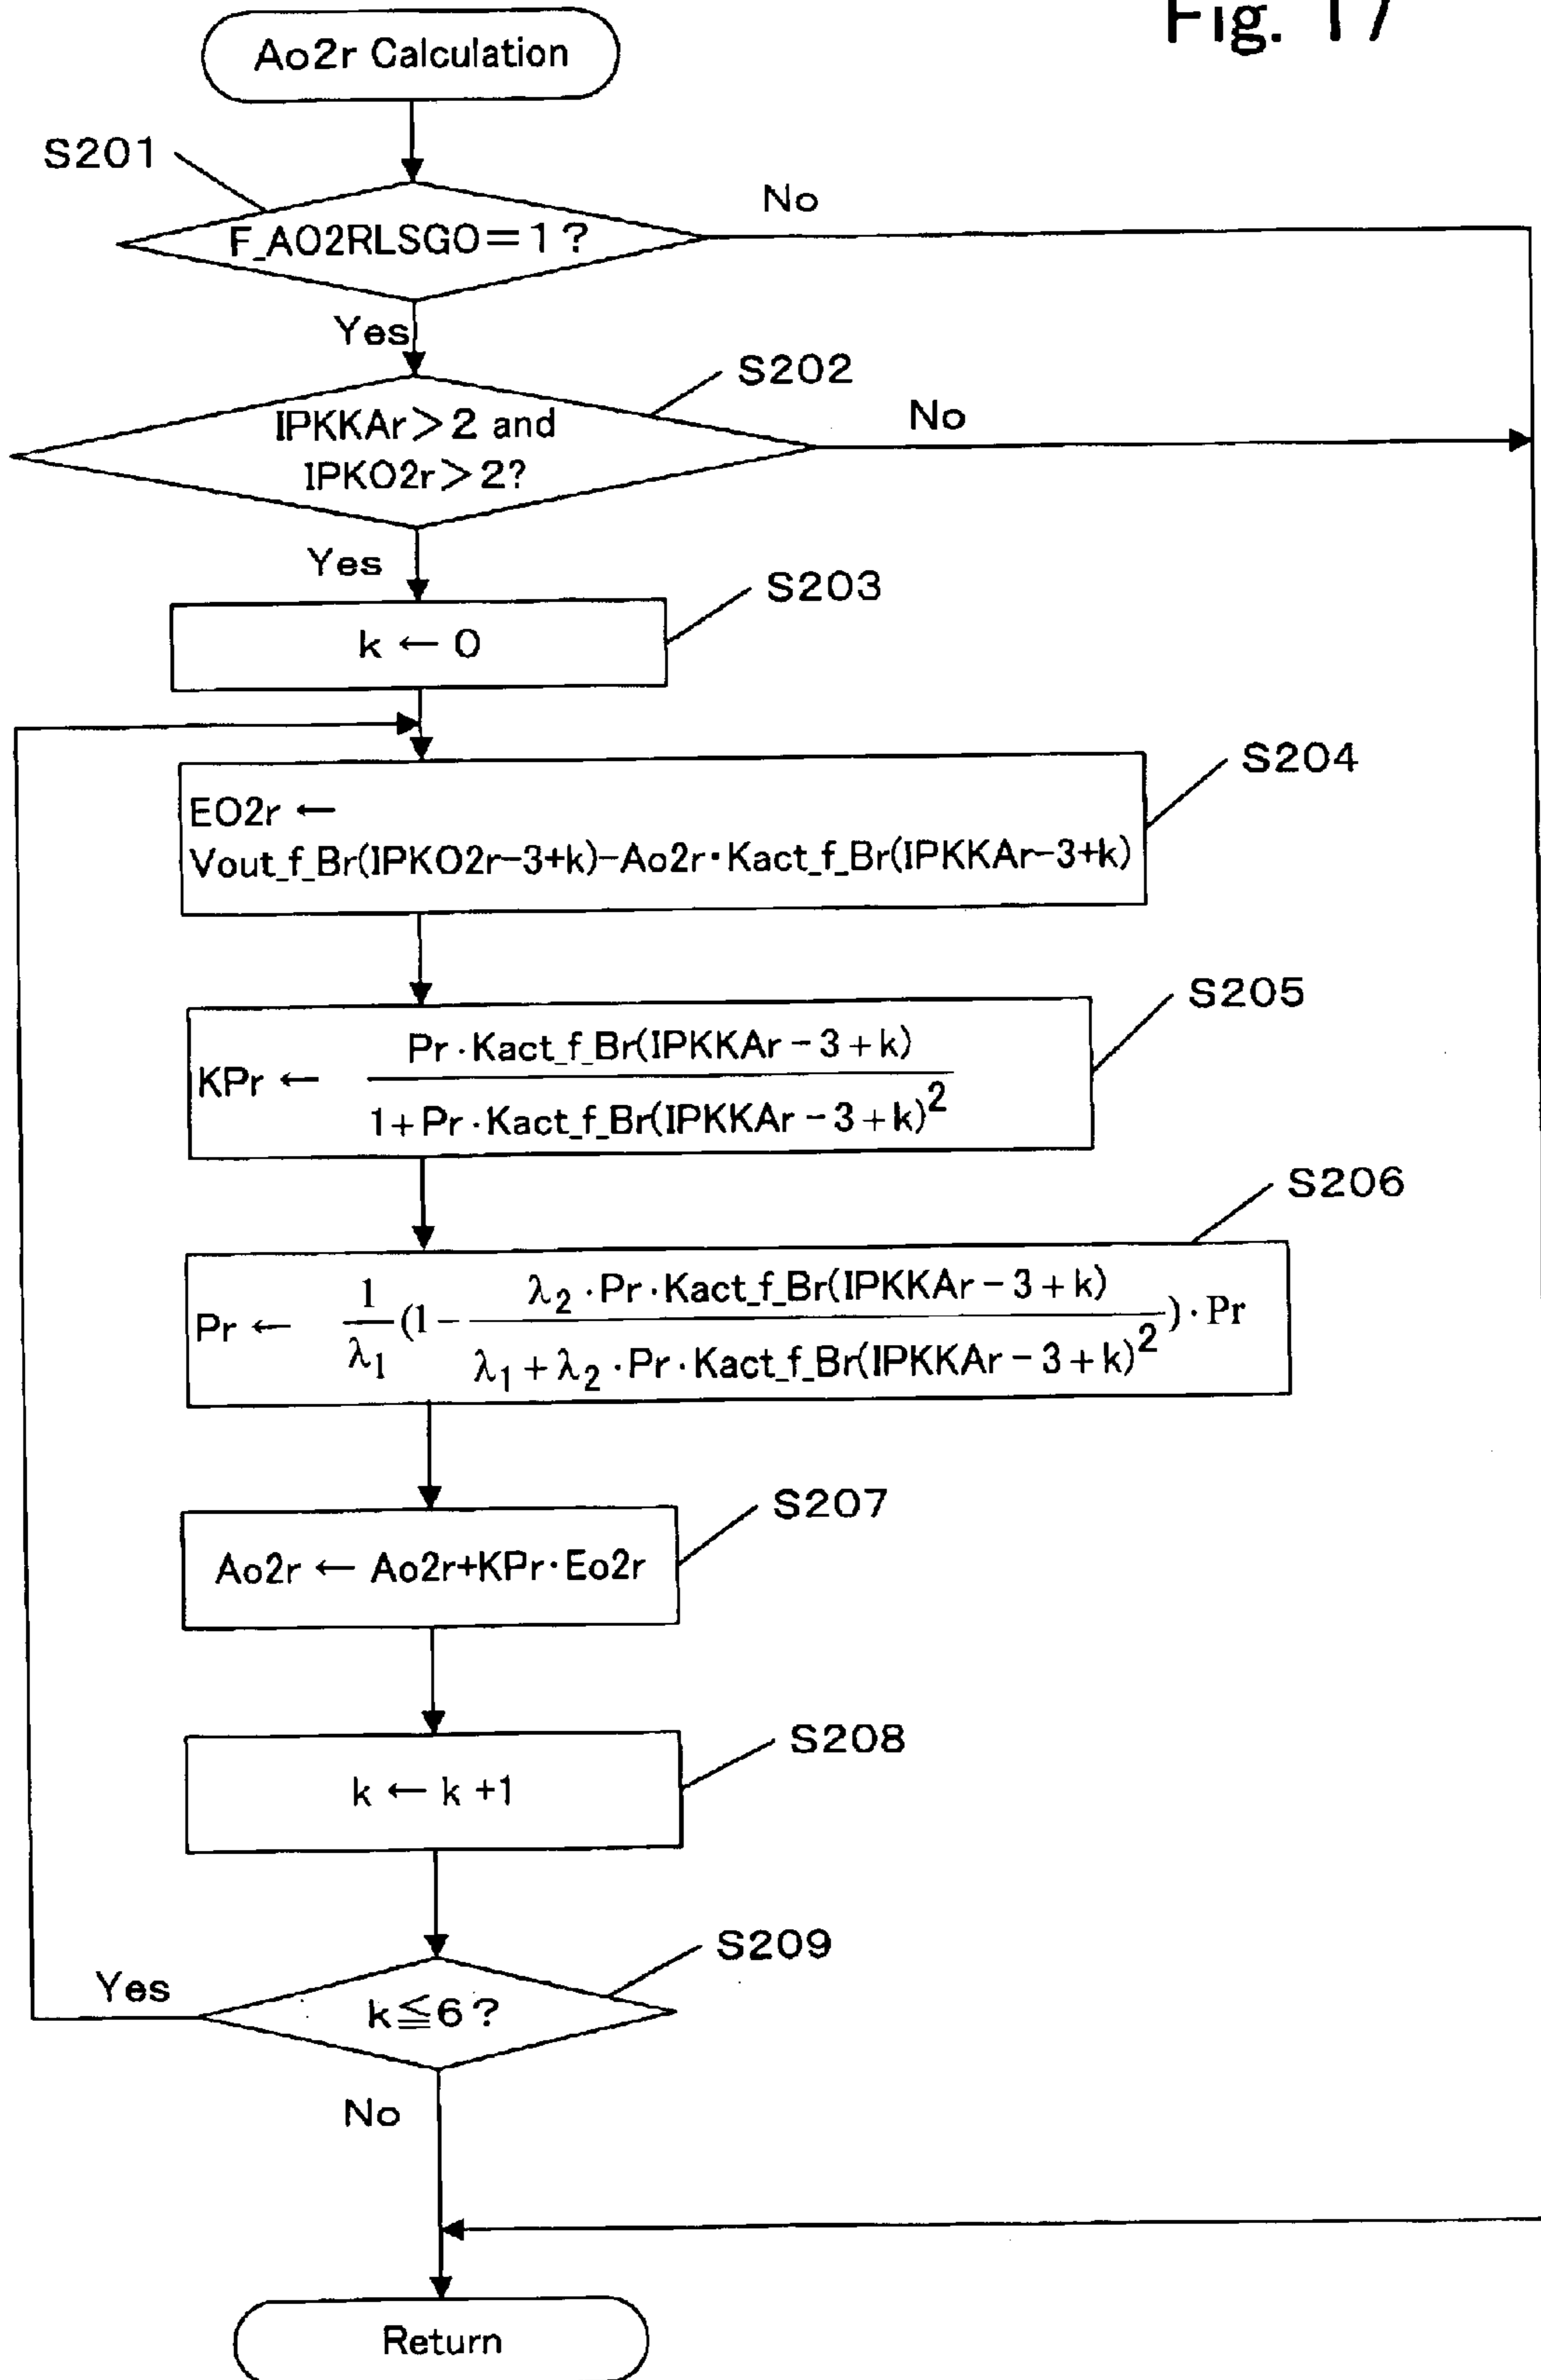 Fig. 17
Ao2r Calculation
S201
F_AO2RLSGO=1?
No
Yes
S202
IPKKAr>2 and
IPKO2r>2?
No
Yes
S203
k ← 0
S204
EO2r ←
Vout_f_Br(IPKO2r-3+k)-Ao2r·Kact_f_Br(IPKKAr-3+k)
S205
Pr·Kact_f_Br(IPKKAr-3+k)
KPr ←
1+Pr·Kact_f_Br(IPKKAr-3+k)²
S206
Pr ← 1/λ₁ (1 - λ₂·Pr·Kact_f_Br(IPKKAr-3+k) / λ₁+λ₂·Pr·Kact_f_Br(IPKKAr-3+k)²)·Pr
S207
Ao2r ← Ao2r+KPr·Eo2r
S208
k ← k +1
S209
k≦6?
Yes
No
Return